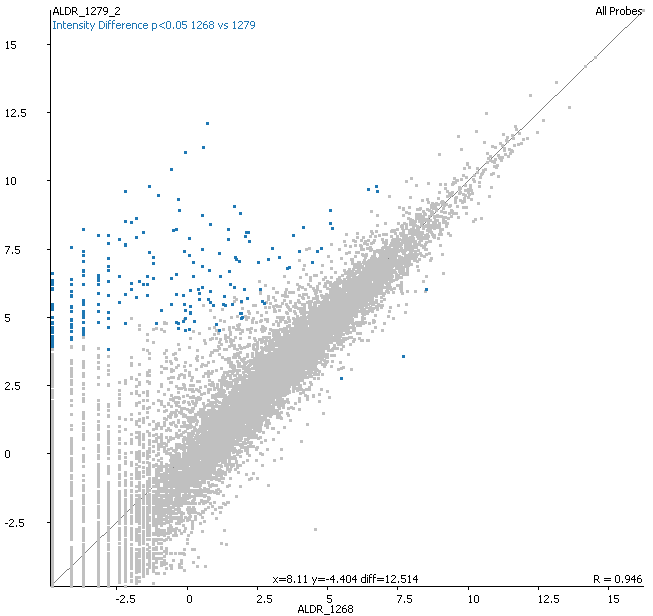 ALDR_1279_2
All Probes
Intensity Difference p<0.05 1268 vs 1279
15
12.5
10
7.5
5
2.5
0
-2.5
x=8.11 y=-4.404 diff=12.514
R = 0.946
-2.5
0
2.5
5
7.5
10
12.5
15
ALDR_1268